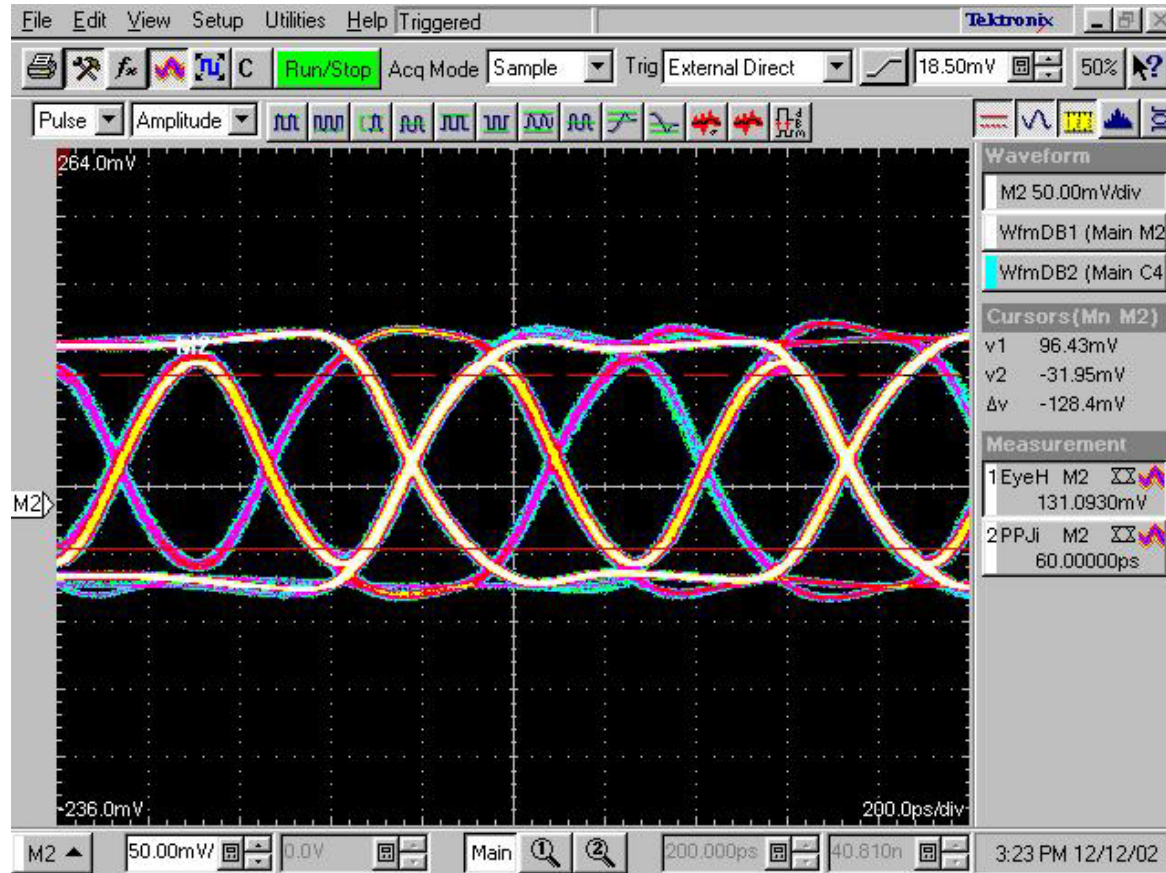 File Edit View Setup Utilities Help Triggered Tektronix
fx C Run/Stop Acq Mode Sample Trig External Direct 18.50mV 50% ?
Pulse Amplitude
264.0mV
M2
M2
-236.0mV 200.0ps/div
Waveform
M2 50.00mV/div
WfmDB1 (Main M2
WfmDB2 (Main C4
Cursors(Mn M2)
v1 96.43mV
v2 -31.95mV
Δv -128.4mV
Measurement
1 EyeH M2
131.0930mV
2 PPJi M2
60.00000ps
M2 50.00mV/ 0.0V Main 1 2 200.000ps 40.810n 3:23 PM 12/12/02